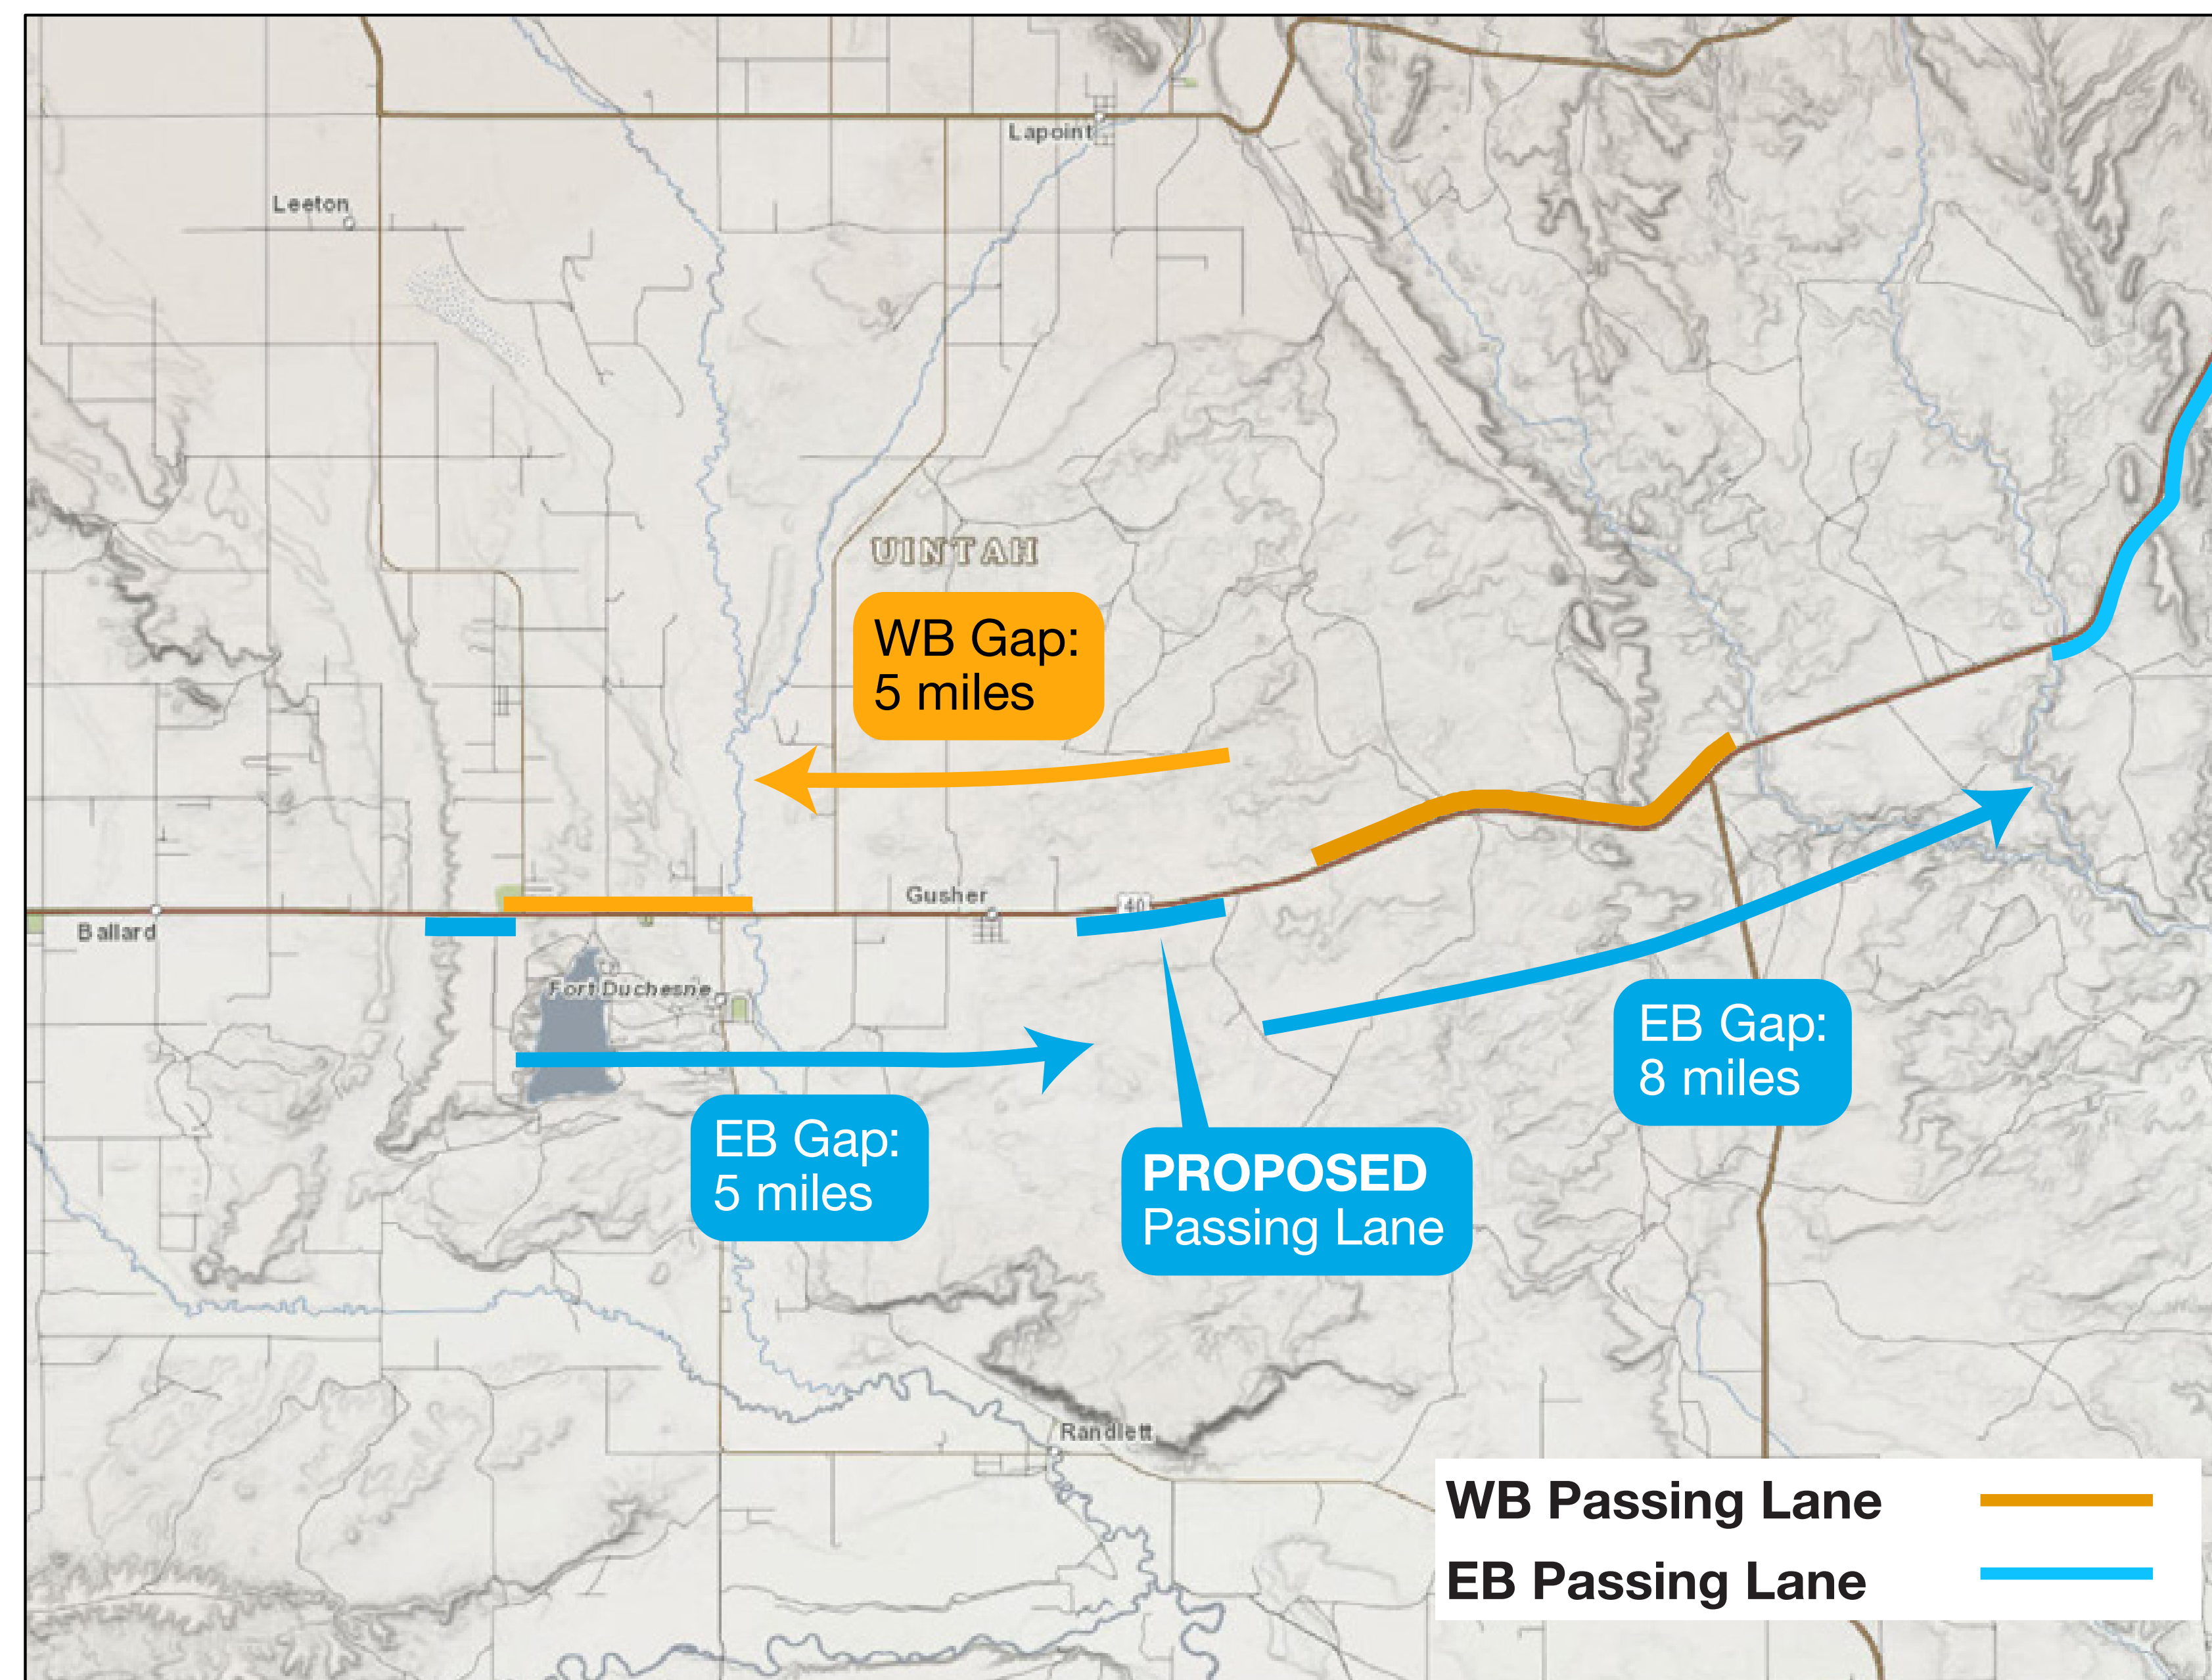 Lapoint
Leeton
UINTAH
WB Gap:
5 miles
Gusher
40
Ballard
Fort Duchesne
EB Gap:
8 miles
EB Gap:
5 miles
PROPOSED
Passing Lane
Randlett
WB Passing Lane
EB Passing Lane